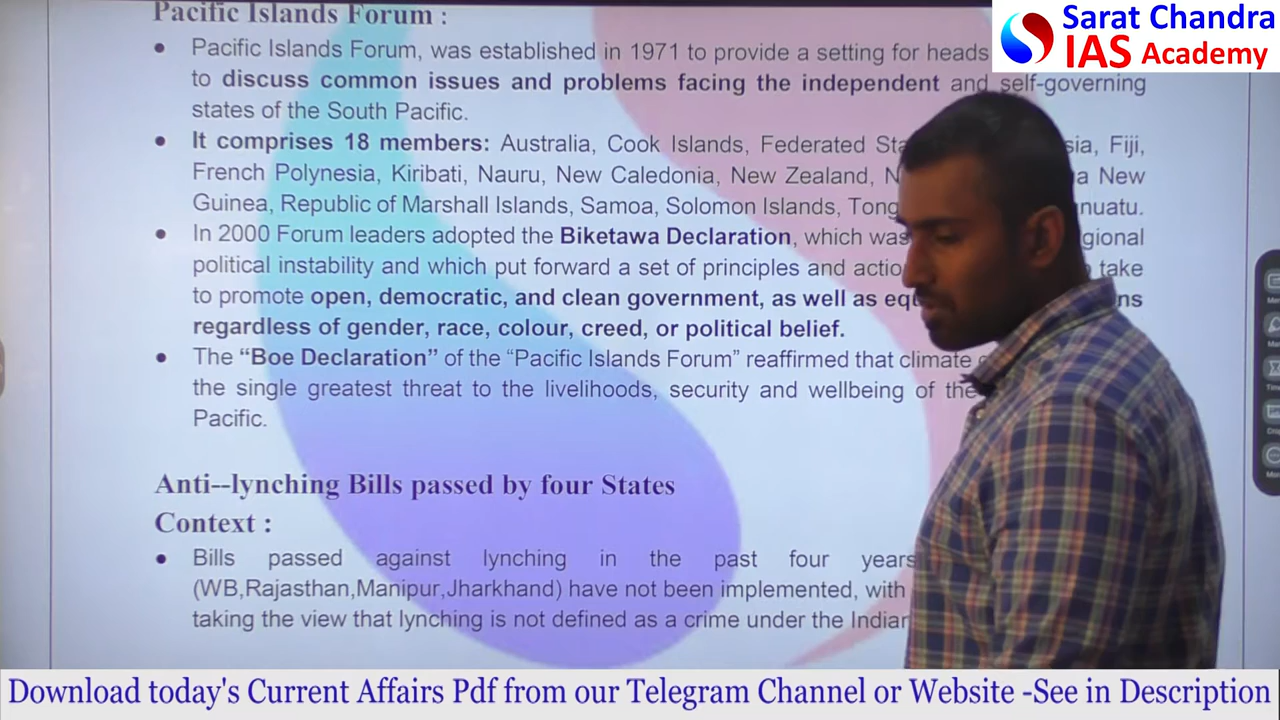 Pacific Islands Forum :
Sarat Chandra
IAS Academy
• Pacific Islands Forum, was established in 1971 to provide a setting for heads
to discuss common issues and problems facing the independent and self-governing
states of the South Pacific.
• It comprises 18 members: Australia, Cook Islands, Federated Fiji,
French Polynesia, Kiribati, Nauru, New Caledonia, New Zealand, New
Guinea, Republic of Marshall Islands, Samoa, Solomon Islands,
• In 2000 Forum leaders adopted the Biketawa Declaration, which was
political instability and which put forward a set of principles and take
to promote open, democratic, and clean government, as well as
regardless of gender, race, colour, creed, or political belief.
• The “Boe Declaration” of the “Pacific Islands Forum” reaffirmed that climate
the single greatest threat to the livelihoods, security and wellbeing of the
Pacific.
Anti--lynching Bills passed by four States
Context :
• Bills passed against lynching in the past four years
(WB,Rajasthan,Manipur,Jharkhand) have not been implemented, with
taking the view that lynching is not defined as a crime under the
Download today's Current Affairs Pdf from our Telegram Channel or Website -See in Description